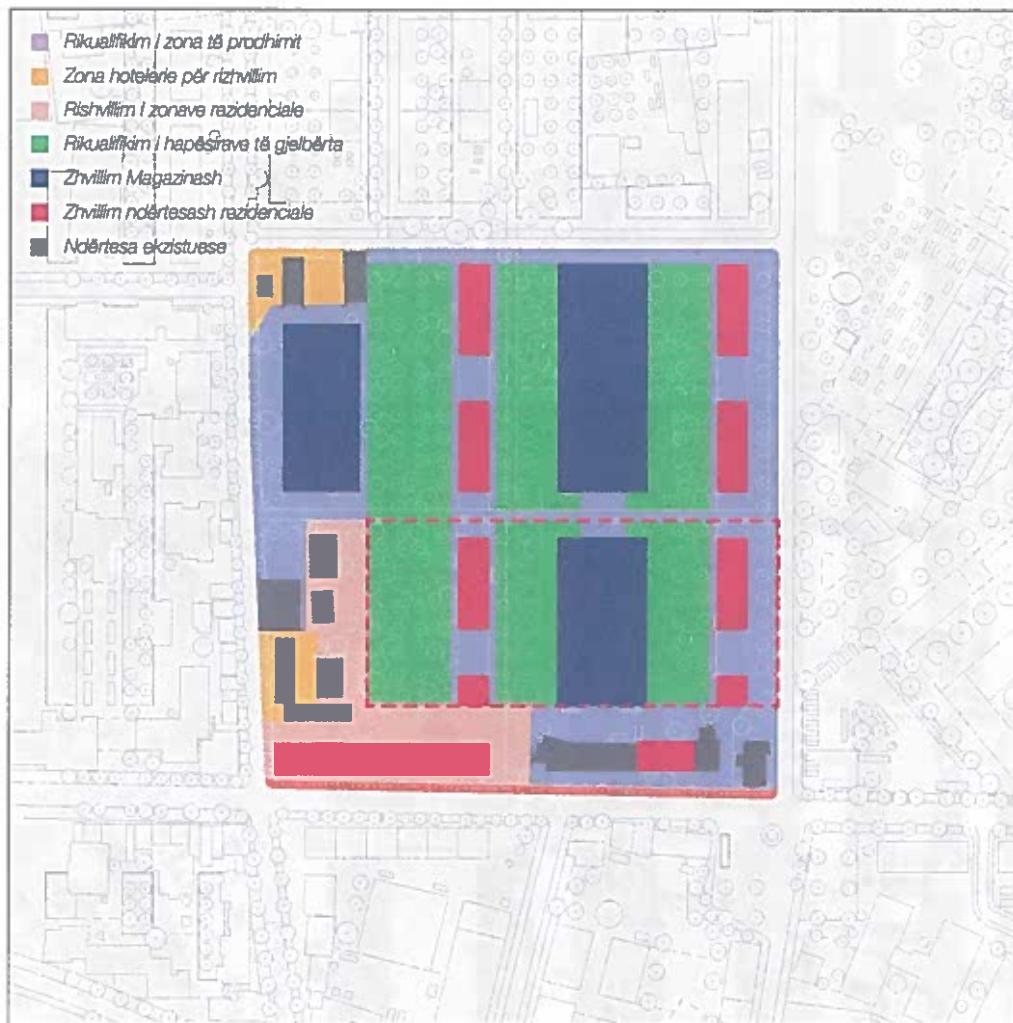 Rikualifikim i zona të prodhimit
Zona hotelerie për rizhvillim
Rishvillim i zonave rezidenciale
Rikualifikim i hapësirave të gjelbërta
Zhvillim Magazinash
Zhvillim ndërtesash rezidenciale
Ndërtesa ekzistuese